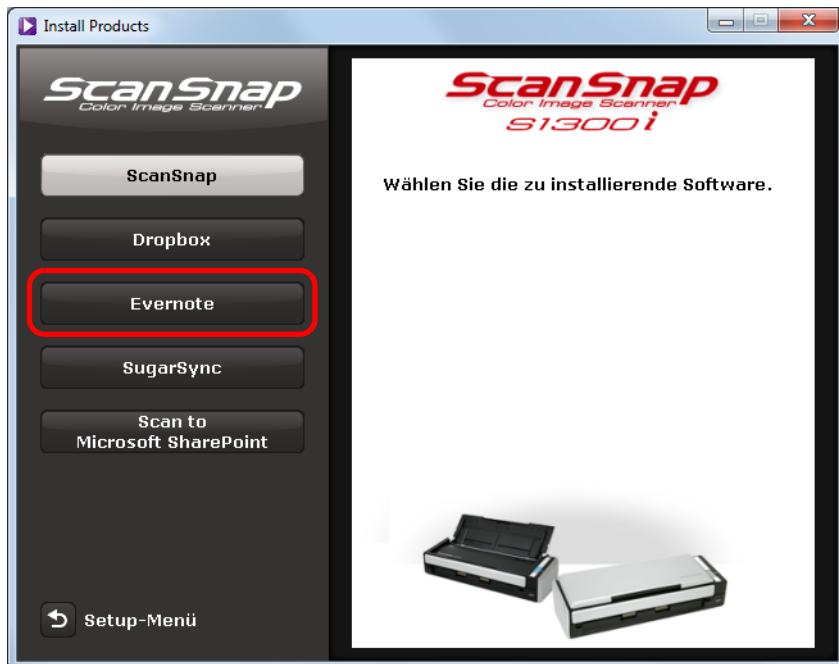 Install Products
ScanSnap
Color Image Scanner
ScanSnap
Dropbox
Evernote
SugarSync
Scan to
Microsoft SharePoint
Setup-Menü
ScanSnap
Color Image Scanner
S1300i
Wählen Sie die zu installierende Software.